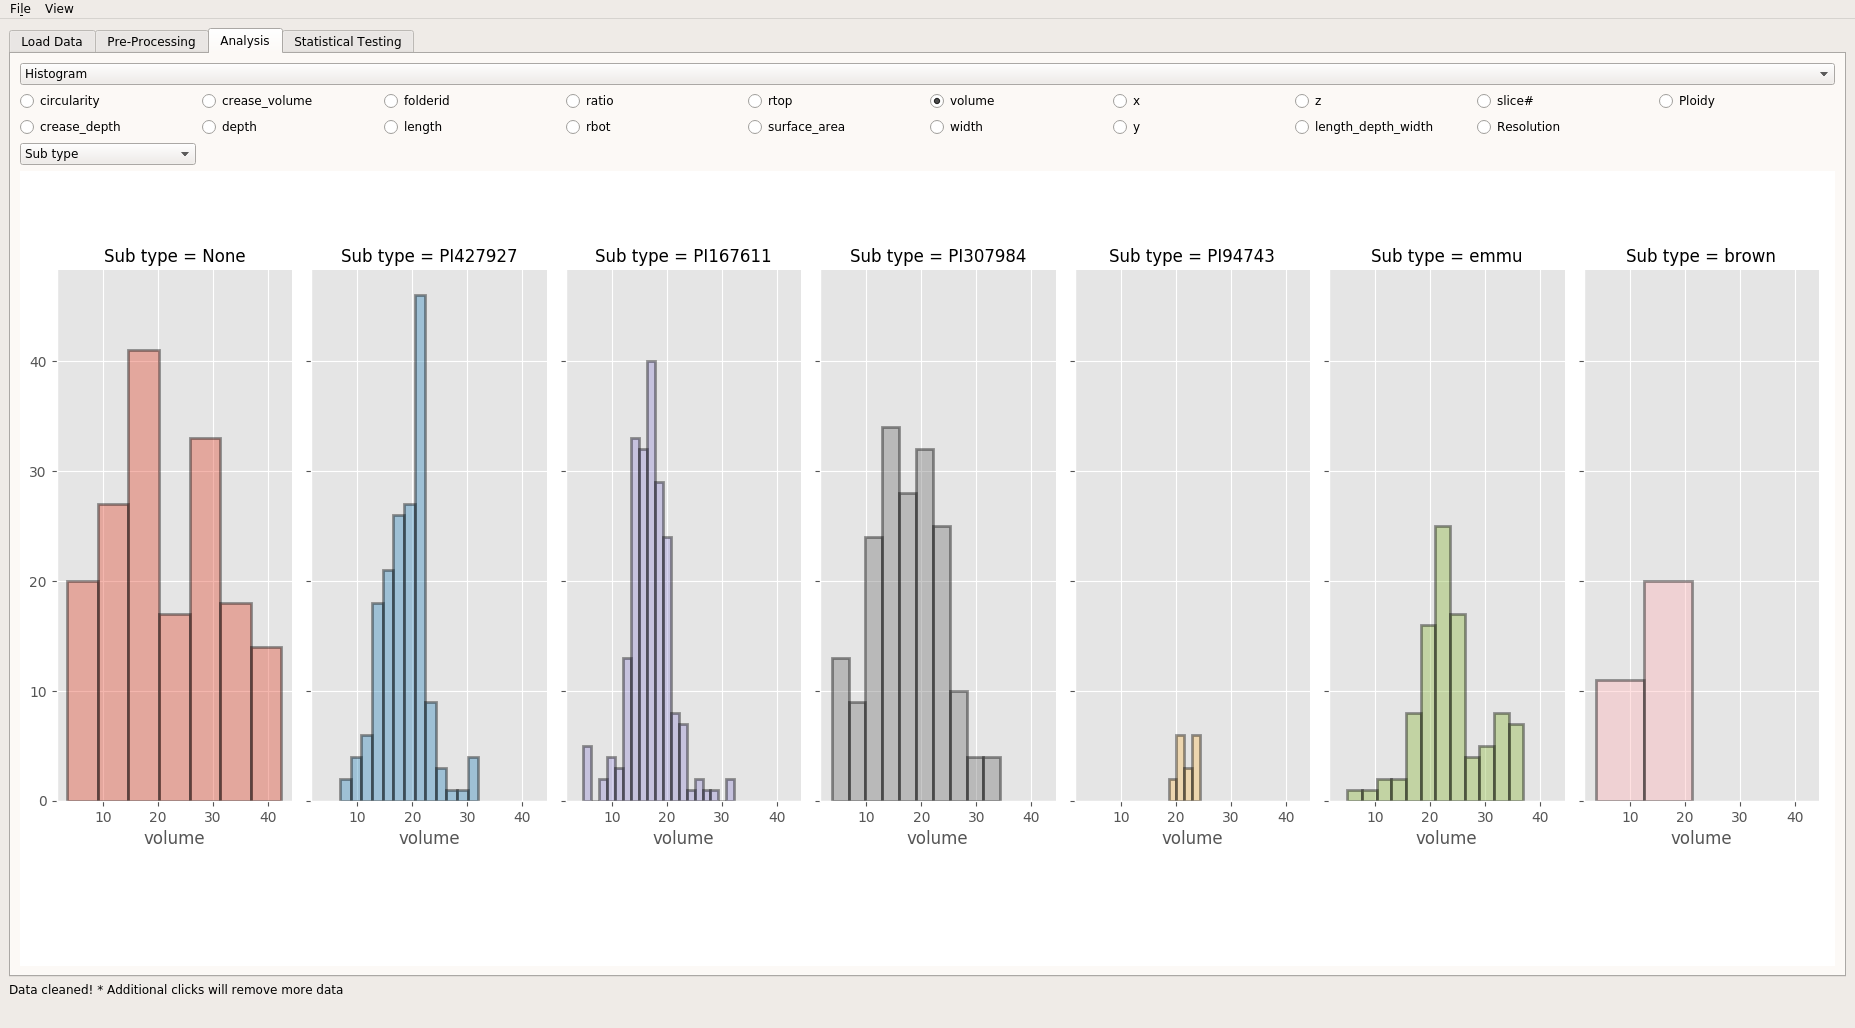 File View
Load Data Pre-Processing Analysis Statistical Testing
Histogram
circularity crease_volume folderid ratio rtop volume x z slice# Ploidy
crease_depth depth length rbot surface_area width y length_depth_width Resolution
Sub type
Sub type = None Sub type = PI427927 Sub type = PI167611 Sub type = PI307984 Sub type = PI94743 Sub type = emmu Sub type = brown
40
30
20
10
0
10 20 30 40 10 20 30 40 10 20 30 40 10 20 30 40 10 20 30 40 10 20 30 40 10 20 30 40
volume volume volume volume volume volume volume
Data cleaned! * Additional clicks will remove more data